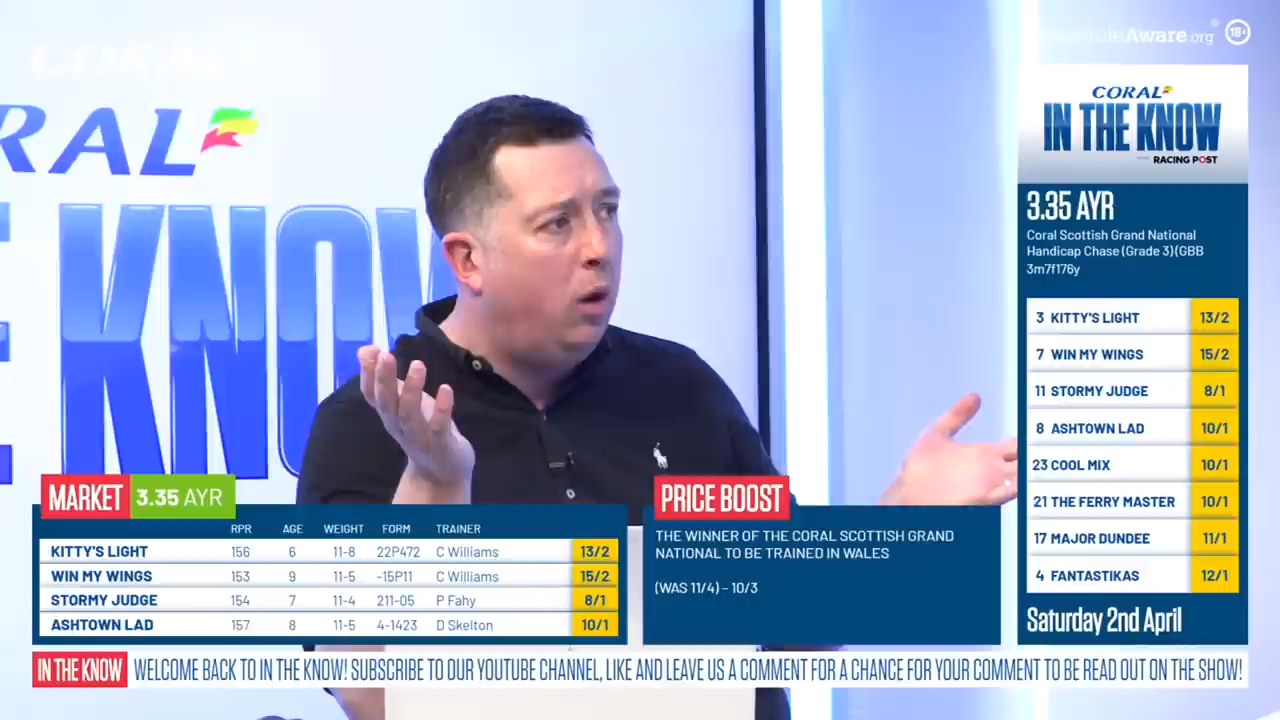 CORAL
AwAre.org 18+
RAL
KNOW
CORAL
IN THE KNOW
RACING POST
3.35 AYR
Coral Scottish Grand National
Handicap Chase (Grade 3) (GBB
3m7f176y
3 KITTY'S LIGHT 13/2
7 WIN MY WINGS 15/2
11 STORMY JUDGE 8/1
8 ASHTOWN LAD 10/1
23 COOL MIX 10/1
21 THE FERRY MASTER 10/1
17 MAJOR DUNDEE 11/1
4 FANTASTIKAS 12/1
Saturday 2nd April
MARKET 3.35 AYR
RPR AGE WEIGHT FORM TRAINER
KITTY'S LIGHT 156 6 11-8 22P472 C Williams 13/2
WIN MY WINGS 153 9 11-5 -15P11 C Williams 15/2
STORMY JUDGE 154 7 11-4 211-05 P Fahy 8/1
ASHTOWN LAD 157 8 11-5 4-1423 D Skelton 10/1
PRICE BOOST
THE WINNER OF THE CORAL SCOTTISH GRAND
NATIONAL TO BE TRAINED IN WALES
(WAS 11/4) – 10/3
IN THE KNOW WELCOME BACK TO IN THE KNOW! SUBSCRIBE TO OUR YOUTUBE CHANNEL, LIKE AND LEAVE US A COMMENT FOR A CHANCE FOR YOUR COMMENT TO BE READ OUT ON THE SHOW!